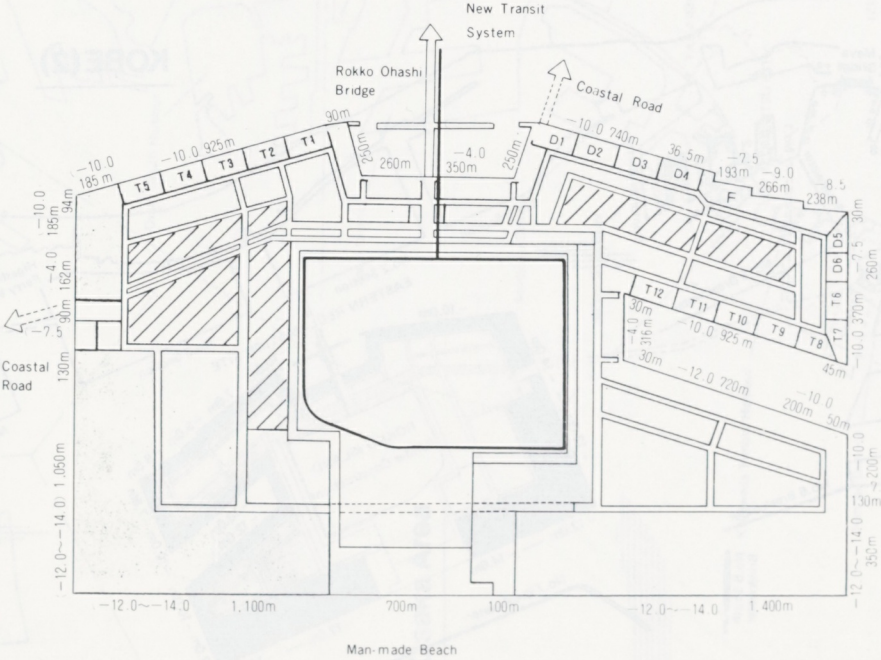 New Transit
System
Rokko Ohashi
Bridge
Coastal Road
KOBE(2)
90m
-10.0 925m
-10.0
185m
T5
T4
T3
T2
T1
250m
260m
-4.0
350m
250m
-10.0 740m
36.5m
-7.5
193m
-9.0
266m
-8.5
238m
D1
D2
D3
D4
F
30m
D5
D6
T6
T7
-7.5
260m
-10.0 370m
45m
94m
-10.0
185m
-4.0
162m
90m
-7.5
130m
Coastal
Road
T12
T11
T10
T9
T8
30m
-10.0 925m
-4.0
316m
30m
-12.0 720m
-10.0
200m
50m
-10.0
200m
-7
130m
-12.0~-14.0
350m
-12.0~-14.0) 1,050m
-12.0~-14.0
1,100m
700m
100m
-12.0~-14.0
1,400m
Man-made Beach